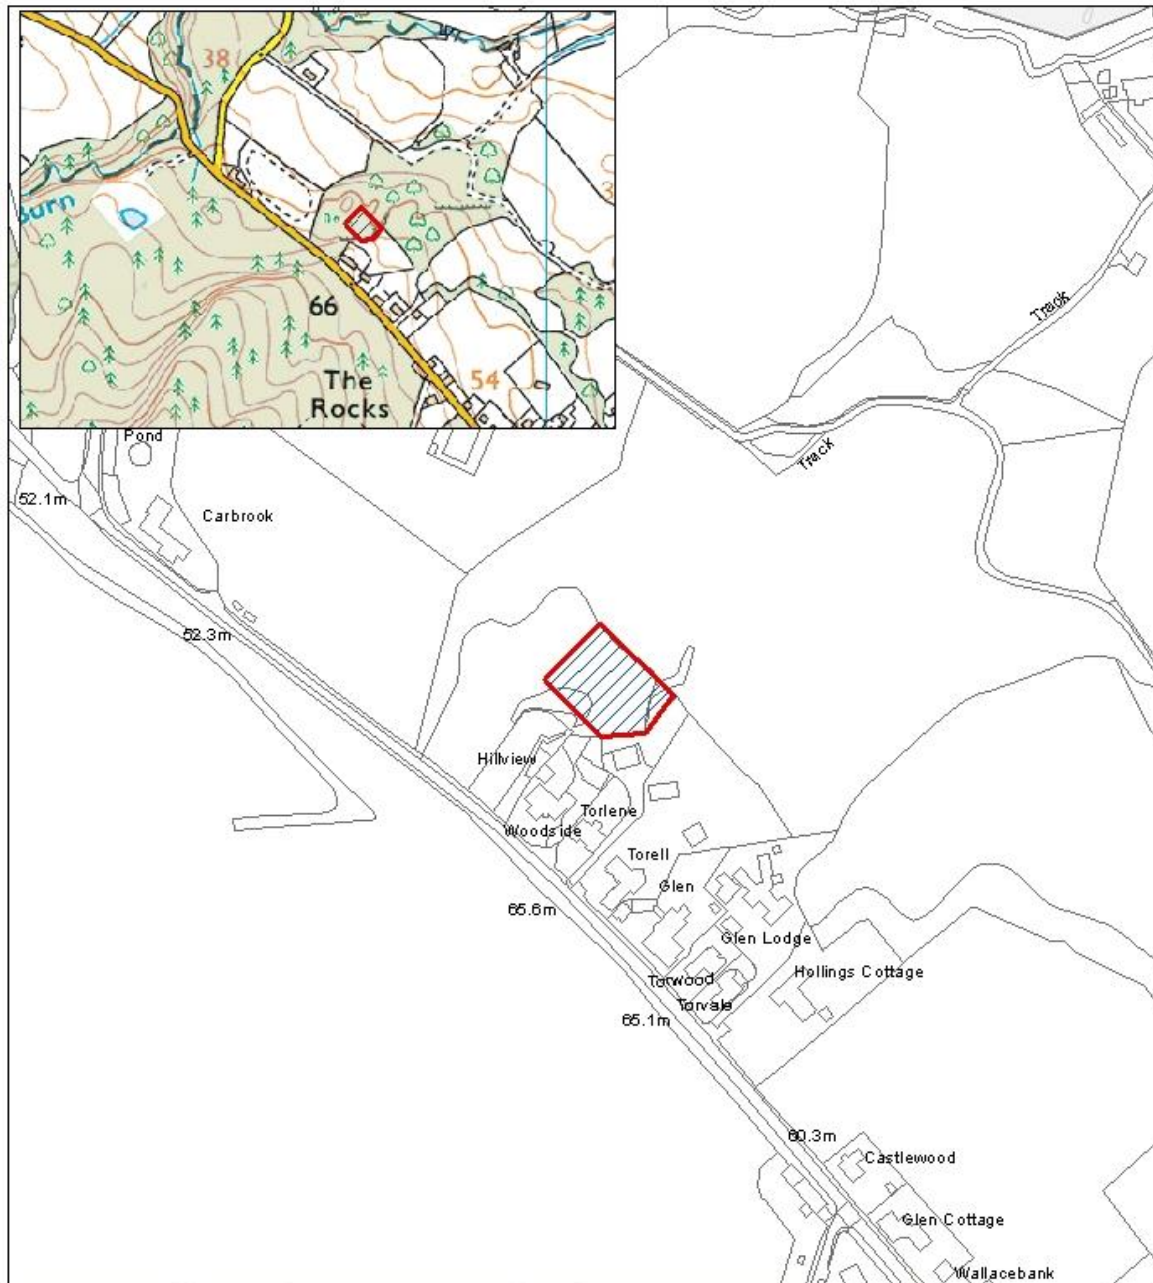 38
Burn
66
The
Rocks
54
Track
Track
Pond
52.1m
Carbrook
52.3m
Hillview
Torlene
Woodside
Torell
65.6m
Glen
Glen Lodge
Torwood
Hollings Cottage
Torvale
65.1m
60.3m
Castlewood
Glen Cottage
Wallacebank